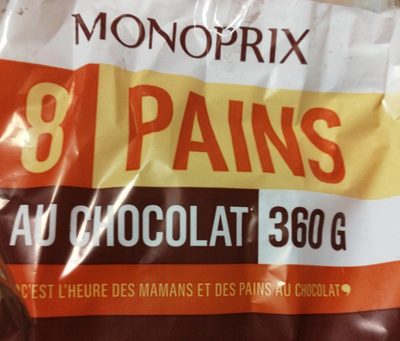 MONOPRIX
8 PAINS
AU CHOCOLAT 360 G
C'EST L'HEURE DES MAMANS ET DES PAINS AU CHOCOLAT